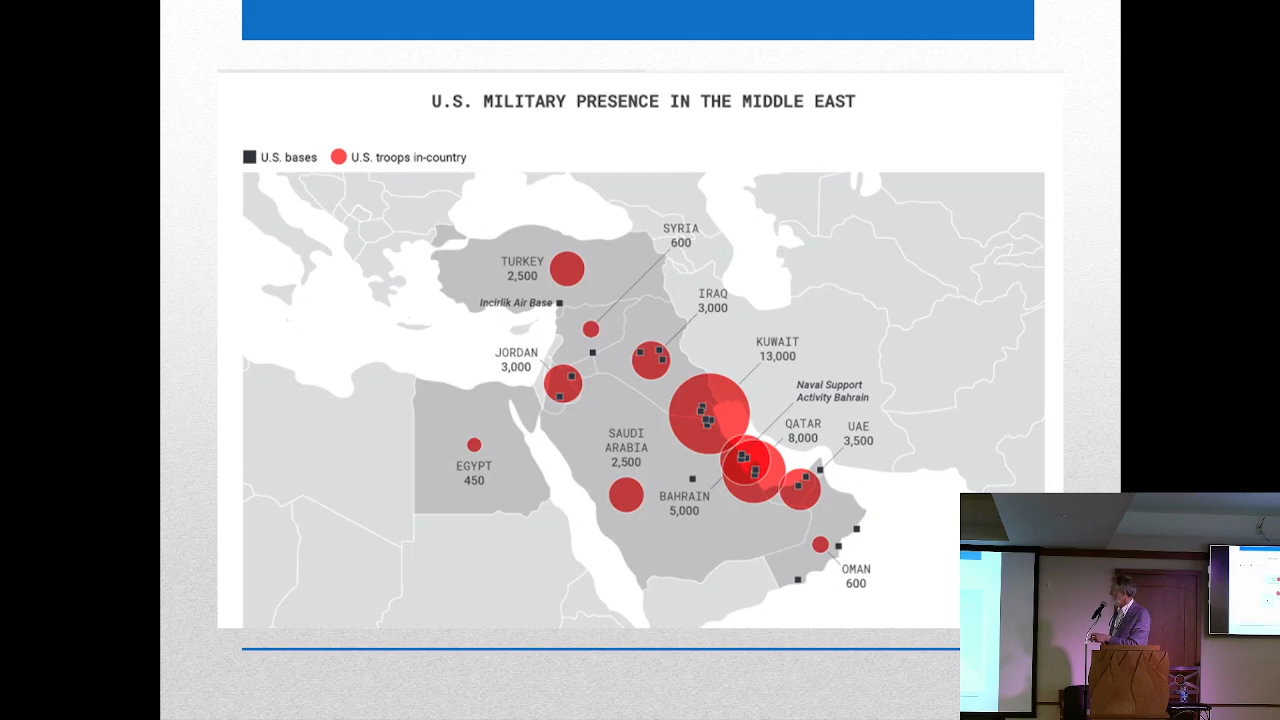 U.S. MILITARY PRESENCE IN THE MIDDLE EAST
U.S. bases
U.S. troops in-country
SYRIA
600
TURKEY
2,500
Incirlik Air Base
IRAQ
3,000
JORDAN
3,000
KUWAIT
13,000
Naval Support
Activity Bahrain
QATAR
8,000
UAE
3,500
SAUDI
ARABIA
2,500
EGYPT
450
BAHRAIN
5,000
OMAN
600